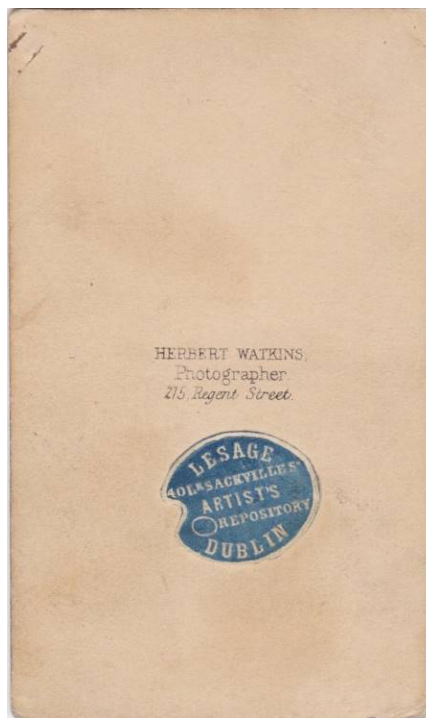 HERBERT WATKINS,
Photographer
215, Regent Street.
LESAGE
40 LR SACKVILLE ST
ARTIST'S
REPOSITORY
DUBLIN